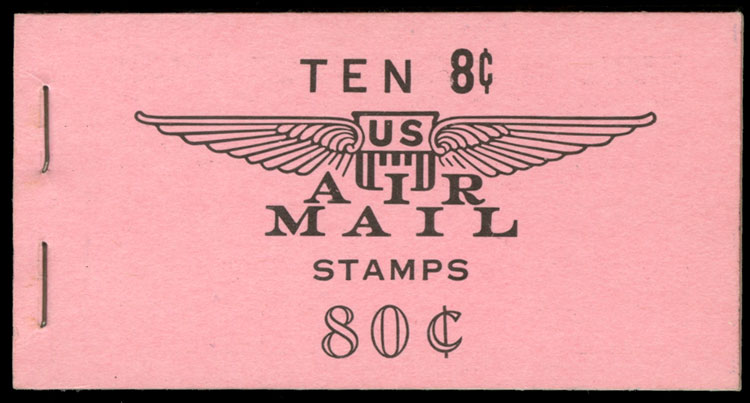 TEN 8¢
US
AIR
MAIL
STAMPS
80¢